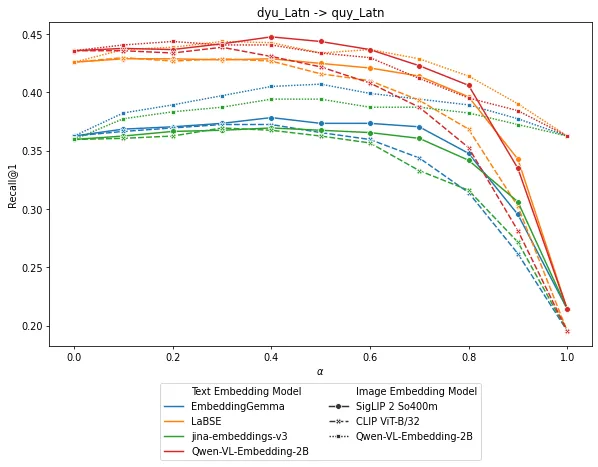 dyu_Latn -> quy_Latn
Recall@1
0.45
0.40
0.35
0.30
0.25
0.20
0.0 0.2 0.4 0.6 0.8 1.0
α
Text Embedding Model Image Embedding Model
EmbeddingGemma SigLIP 2 So400m
LaBSE CLIP ViT-B/32
jina-embeddings-v3 Qwen-VL-Embedding-2B
Qwen-VL-Embedding-2B